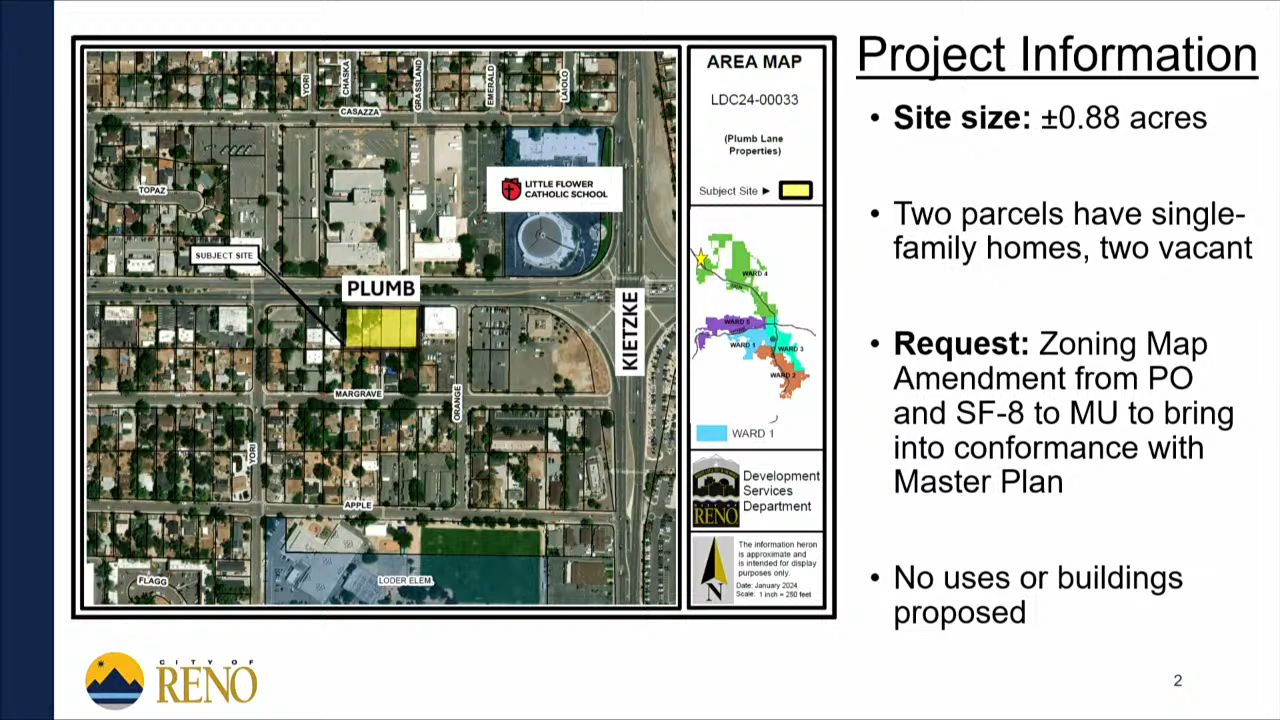 YORI
CHASKA
GRASSLAND
EMERALD
LAIOLO
CASAZZA
TOPAZ
LITTLE FLOWER
CATHOLIC SCHOOL
SUBJECT SITE
PLUMB
KIETZKE
MARGRAVE
ORANGE
YORI
APPLE
FLAGG
LODER ELEM
AREA MAP
LDC24-00033
(Plumb Lane
Properties)
Subject Site ►
WARD 4
WARD 5
WARD 1
WARD 3
WARD 2
WARD 1
CITY OF
RENO
Development
Services
Department
N
The information heron
is approximate and
is intended for display
purposes only.
Date: January 2024
Scale: 1 inch = 250 feet
Project Information
• Site size: ±0.88 acres
• Two parcels have single-
family homes, two vacant
• Request: Zoning Map
Amendment from PO
and SF-8 to MU to bring
into conformance with
Master Plan
• No uses or buildings
proposed
CITY OF
RENO
2